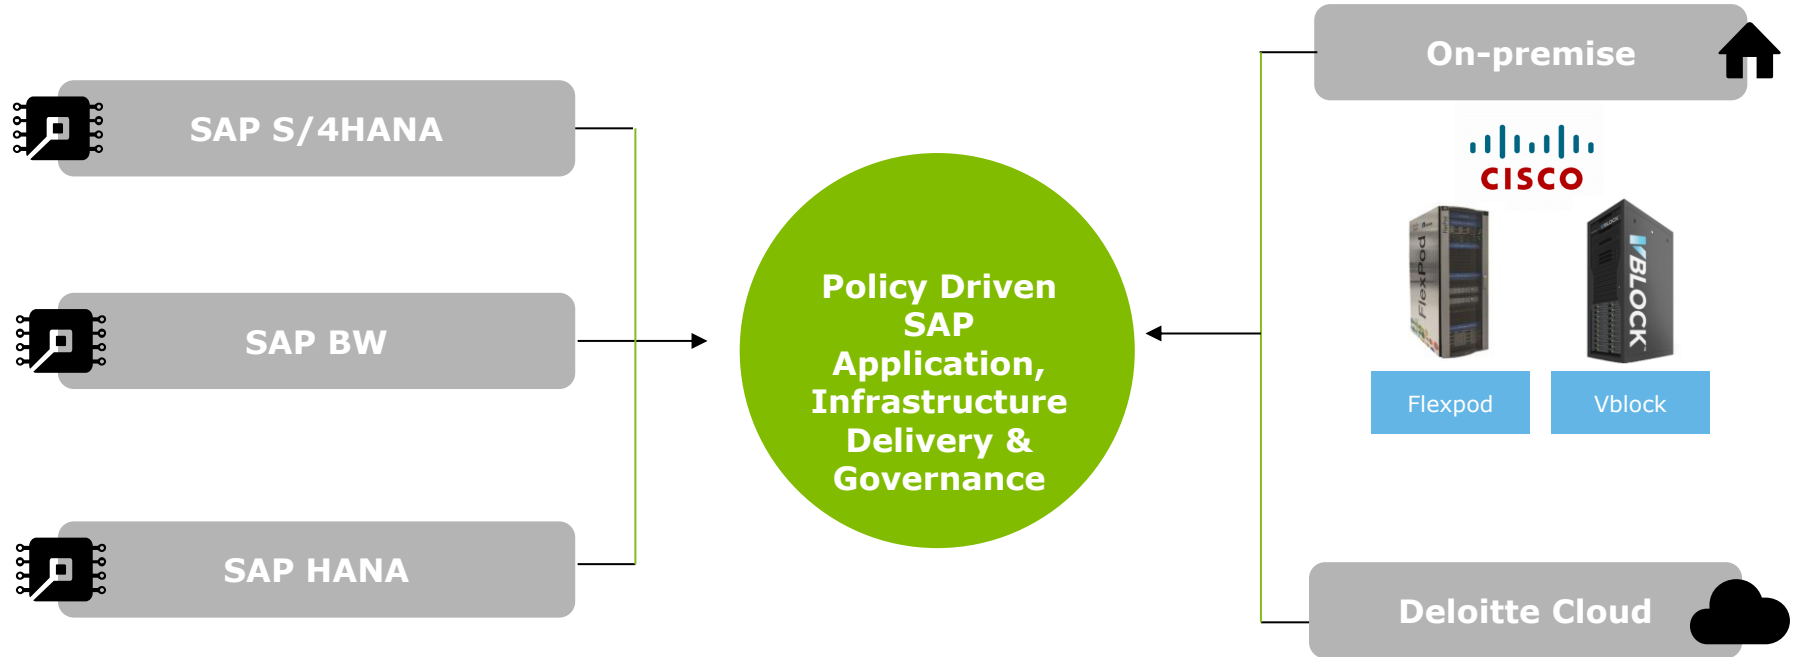 SAP S/4HANA
SAP BW
SAP HANA
Policy Driven
SAP
Application,
Infrastructure
Delivery &
Governance
On-premise
CISCO
FlexPod
VBLOCK
VBLOCK
Flexpod
Vblock
Deloitte Cloud